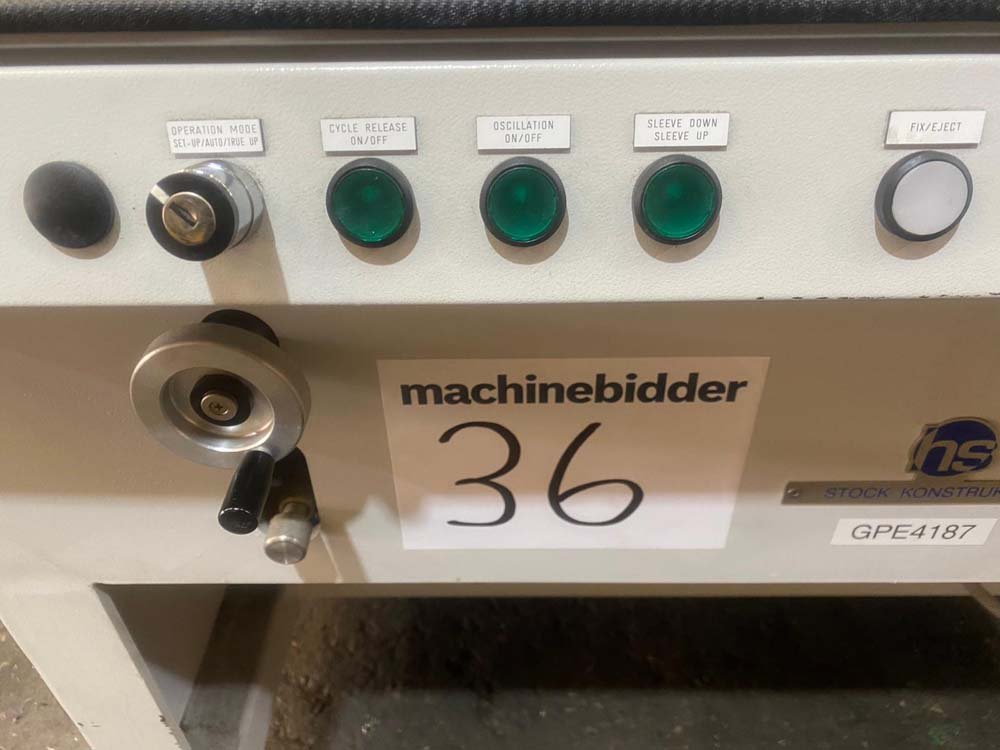 OPERATION MODE
SET-UP/AUTO/TRUE UP
CYCLE RELEASE
ON/OFF
OSCILLATION
ON/OFF
SLEEVE DOWN
SLEEVE UP
FIX/EJECT
machinebidder
36
hs
STOCK KONSTRUK
GPE4187